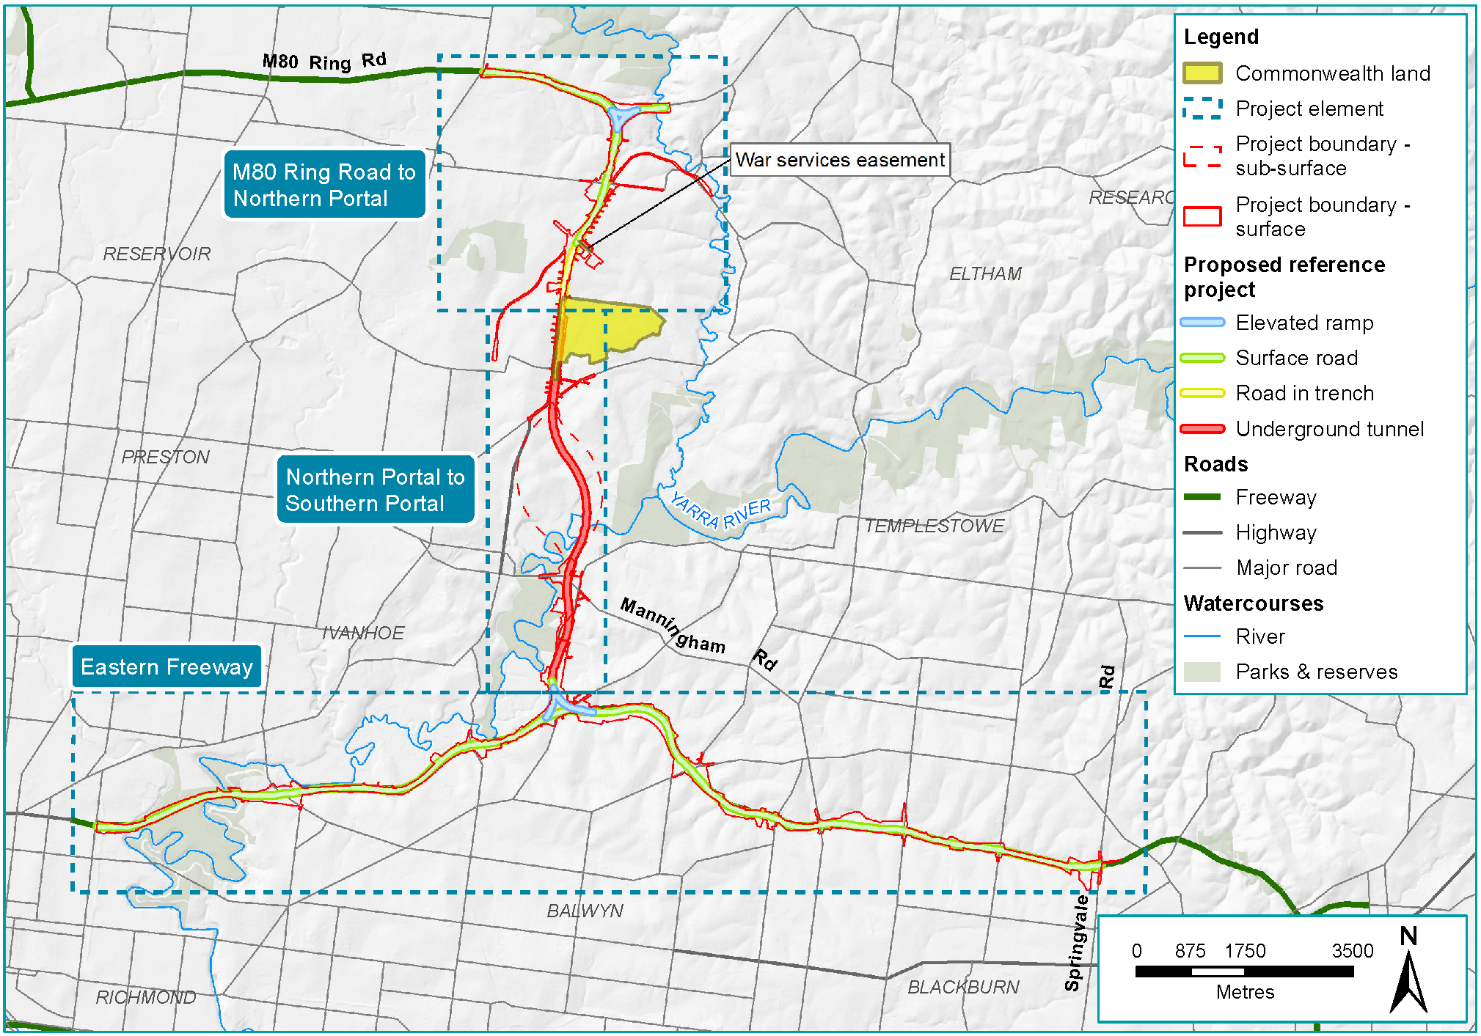 M80 Ring Rd
M80 Ring Road to
Northern Portal
War services easement
RESERVOIR
RESEARC
ELTHAM
PRESTON
Northern Portal to
Southern Portal
YARRA RIVER
TEMPLESTOWE
IVANHOE
Manningham Rd
Eastern Freeway
Springvale Rd
BALWYN
BLACKBURN
RICHMOND
Legend
Commonwealth land
Project element
Project boundary -
sub-surface
Project boundary -
surface
Proposed reference
project
Elevated ramp
Surface road
Road in trench
Underground tunnel
Roads
Freeway
Highway
Major road
Watercourses
River
Parks & reserves
0 875 1750 3500
Metres
N